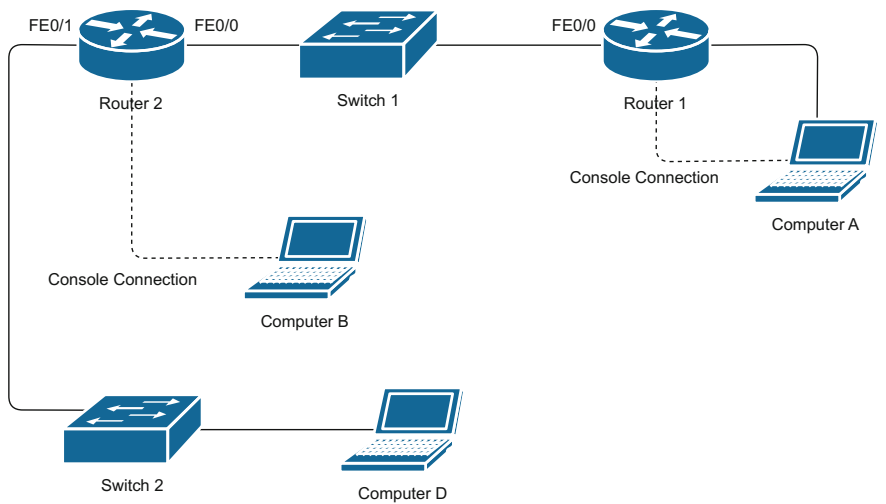 FE0/1
FE0/0
FE0/0
Router 2
Switch 1
Router 1
Console Connection
Computer A
Console Connection
Computer B
Switch 2
Computer D